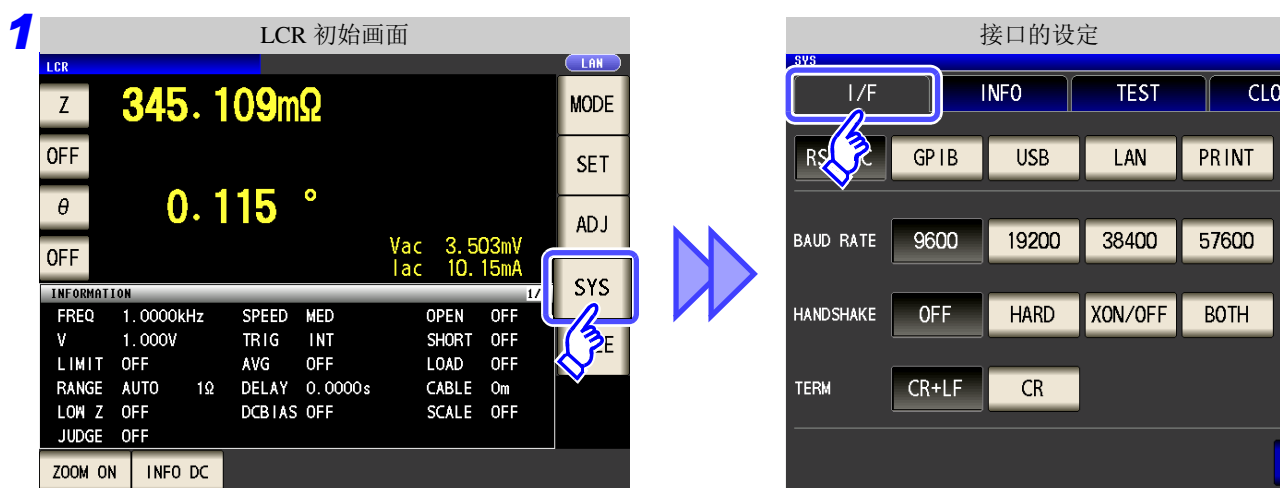 1
LCR 初始画面
LCR
LAN
Z 345.109mΩ
MODE
OFF
SET
θ 0.115 °
ADJ
OFF
Vac 3.503mV
Iac 10.15mA
SYS
INFORMATION 1/
FREQ 1.0000kHz SPEED MED OPEN OFF
V 1.000V TRIG INT SHORT OFF
LIMIT OFF AVG OFF LOAD OFF
RANGE AUTO 1Ω DELAY 0.0000s CABLE 0m
LOW Z OFF DCBIAS OFF SCALE OFF
JUDGE OFF
ZOOM ON INFO DC
接口的设定
SYS
I/F INFO TEST CLO
GPIB USB LAN PRINT
BAUD RATE 9600 19200 38400 57600
HANDSHAKE OFF HARD XON/OFF BOTH
TERM CR+LF CR